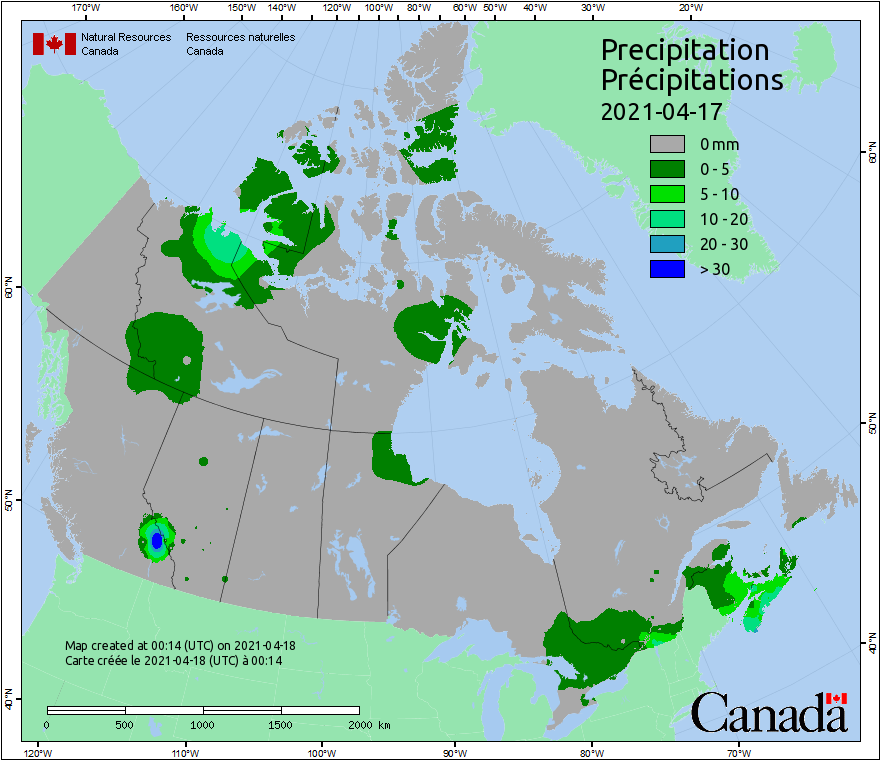 170°W 160°W 150°W 140°W 120°W 100°W 80°W 60°W 50°W 40°W 30°W 20°W
Natural Resources Canada
Ressources naturelles Canada
Precipitation
Précipitations
2021-04-17
0 mm
0 - 5
5 - 10
10 - 20
20 - 30
> 30
60°N
50°N
40°N
60°N
50°N
40°N
Map created at 00:14 (UTC) on 2021-04-18
Carte créée le 2021-04-18 (UTC) à 00:14
0 500 1000 1500 2000 km
Canada
120°W 110°W 100°W 90°W 80°W 70°W